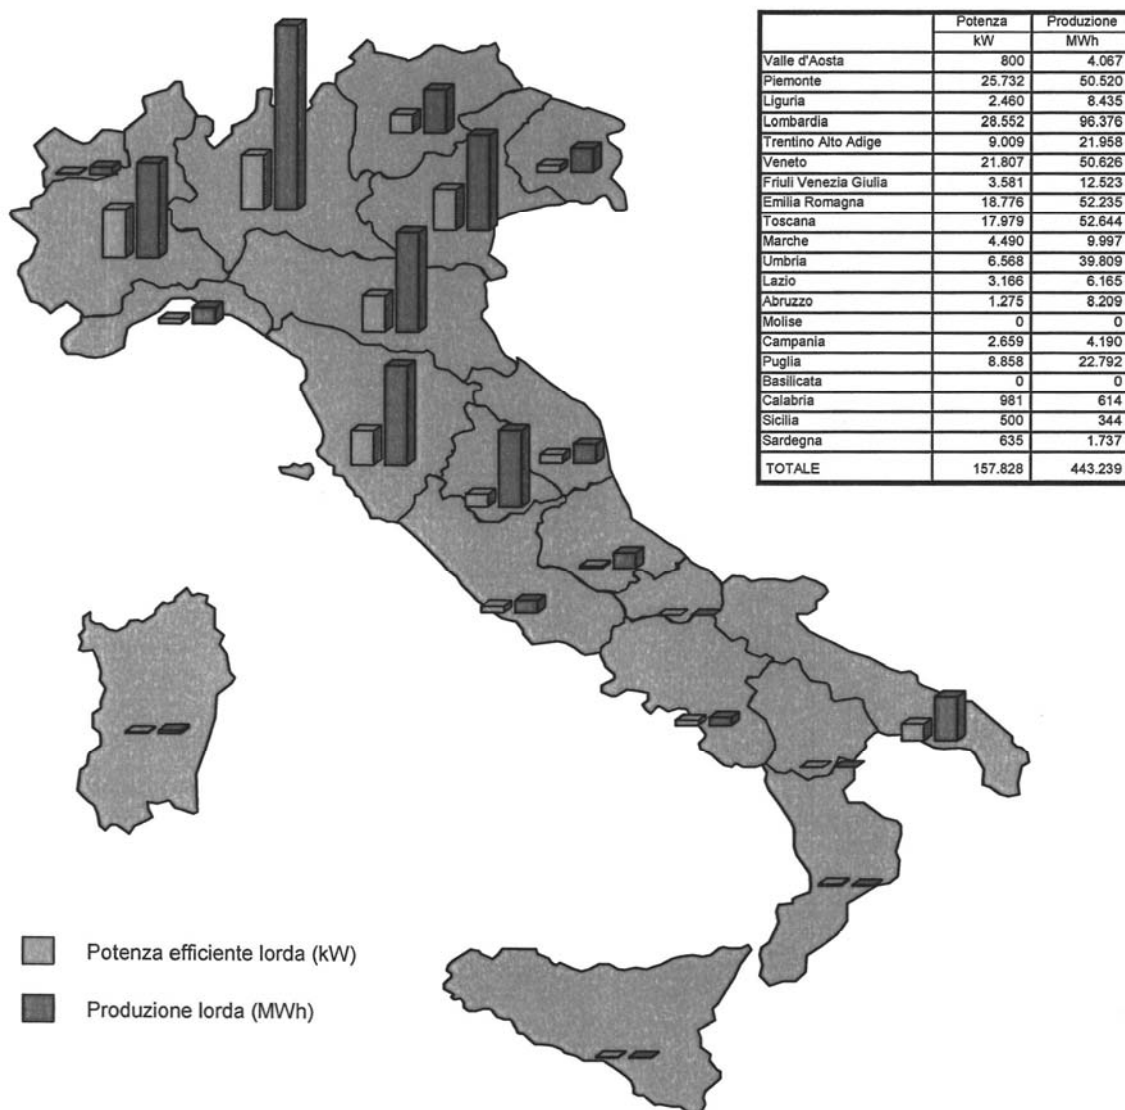 Potenza Produzione
kW MWh
Valle d'Aosta 800 4.067
Piemonte 25.732 50.520
Liguria 2.460 8.435
Lombardia 28.552 96.376
Trentino Alto Adige 9.009 21.958
Veneto 21.807 50.626
Friuli Venezia Giulia 3.581 12.523
Emilia Romagna 18.776 52.235
Toscana 17.979 52.644
Marche 4.490 9.997
Umbria 6.568 39.809
Lazio 3.166 6.165
Abruzzo 1.275 8.209
Molise 0 0
Campania 2.659 4.190
Puglia 8.858 22.792
Basilicata 0 0
Calabria 981 614
Sicilia 500 344
Sardegna 635 1.737
TOTALE 157.828 443.239
Potenza efficiente lorda (kW)
Produzione lorda (MWh)